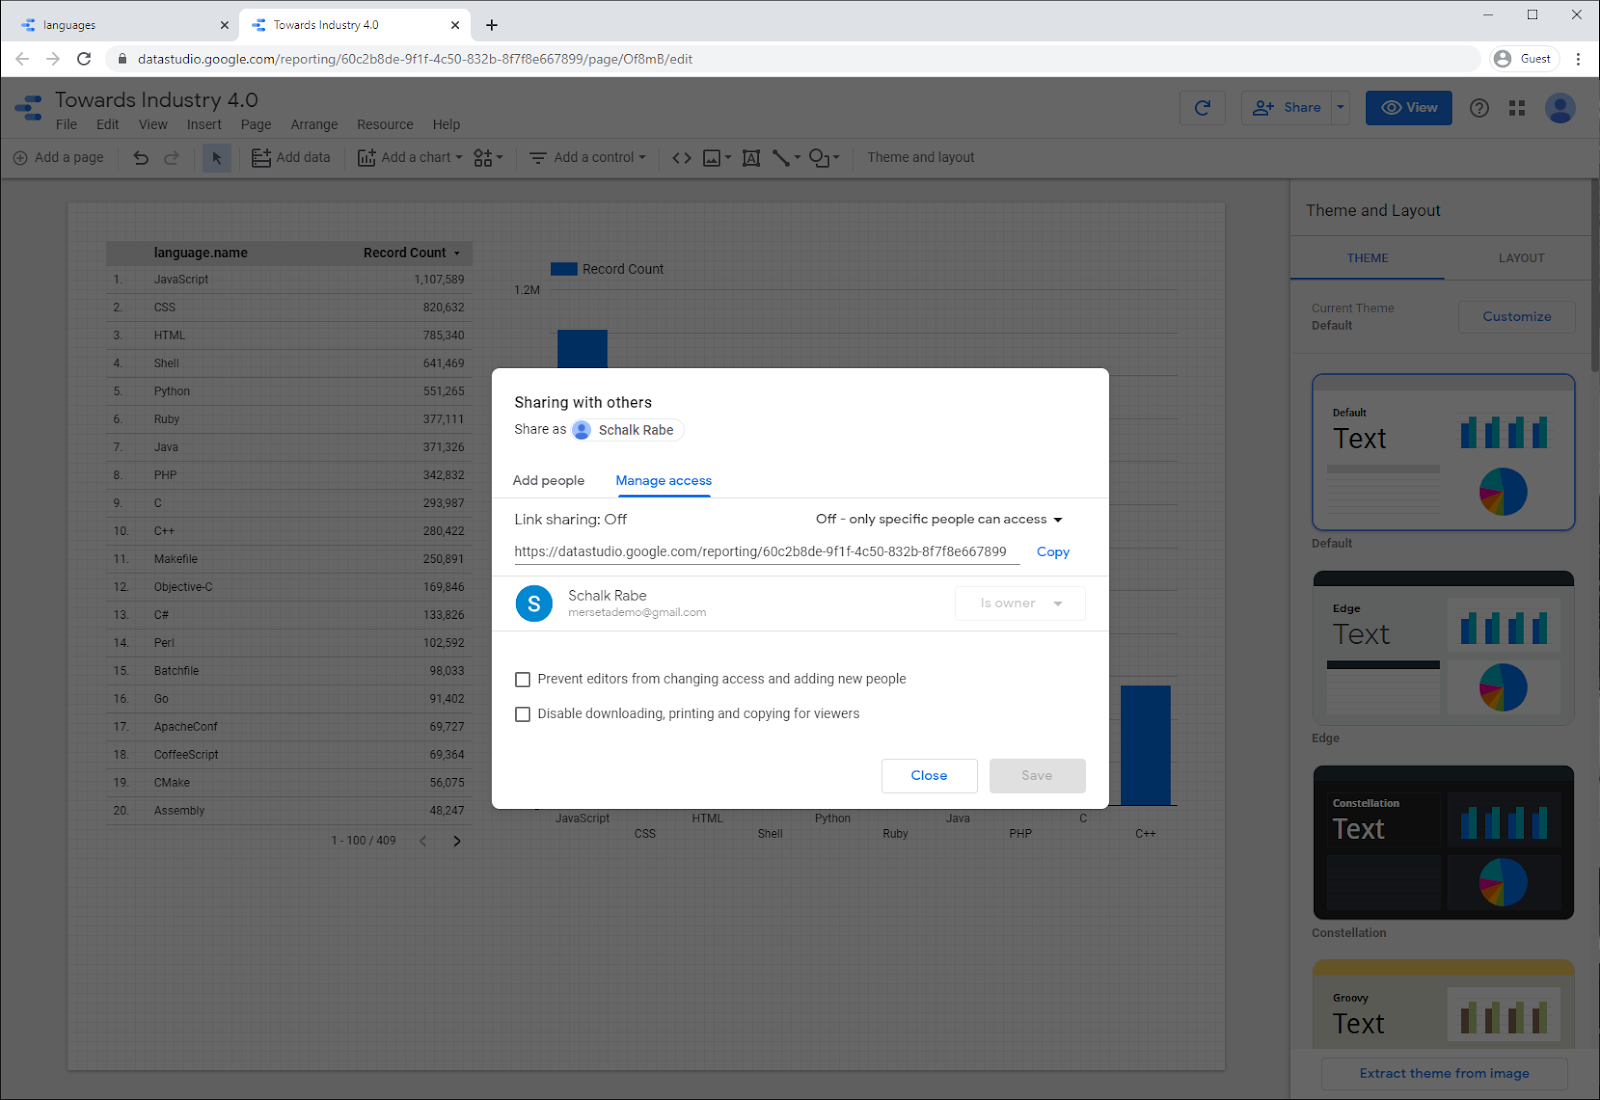 languages
Towards Industry 4.0
datastudio.google.com/reporting/60c2b8de-9f1f-4c50-832b-8f7f8e667899/page/Of8mB/edit
Guest
Towards Industry 4.0
File Edit View Insert Page Arrange Resource Help
Share
View
Add a page
Add data
Add a chart
Add a control
Theme and layout
language.name Record Count
1. JavaScript 1,107,589
2. CSS 820,632
3. HTML 785,340
4. Shell 641,469
5. Python 551,265
6. Ruby 377,111
7. Java 371,326
8. PHP 342,832
9. C 293,987
10. C++ 280,422
11. Makefile 250,891
12. Objective-C 169,846
13. C# 133,826
14. Perl 102,592
15. Batchfile 98,033
16. Go 91,402
17. ApacheConf 69,727
18. CoffeeScript 69,364
19. CMake 56,075
20. Assembly 48,247
1 - 100 / 409
Record Count
1.2M
JavaScript HTML Python Java C
CSS Shell Ruby PHP C++
Sharing with others
Share as Schalk Rabe
Add people Manage access
Link sharing: Off Off - only specific people can access
https://datastudio.google.com/reporting/60c2b8de-9f1f-4c50-832b-8f7f8e667899 Copy
S
Schalk Rabe
mersetademo@gmail.com
Is owner
Prevent editors from changing access and adding new people
Disable downloading, printing and copying for viewers
Close Save
Theme and Layout
THEME LAYOUT
Current Theme
Default
Customize
Default
Text
Default
Edge
Text
Edge
Constellation
Text
Constellation
Groovy
Text
Extract theme from image